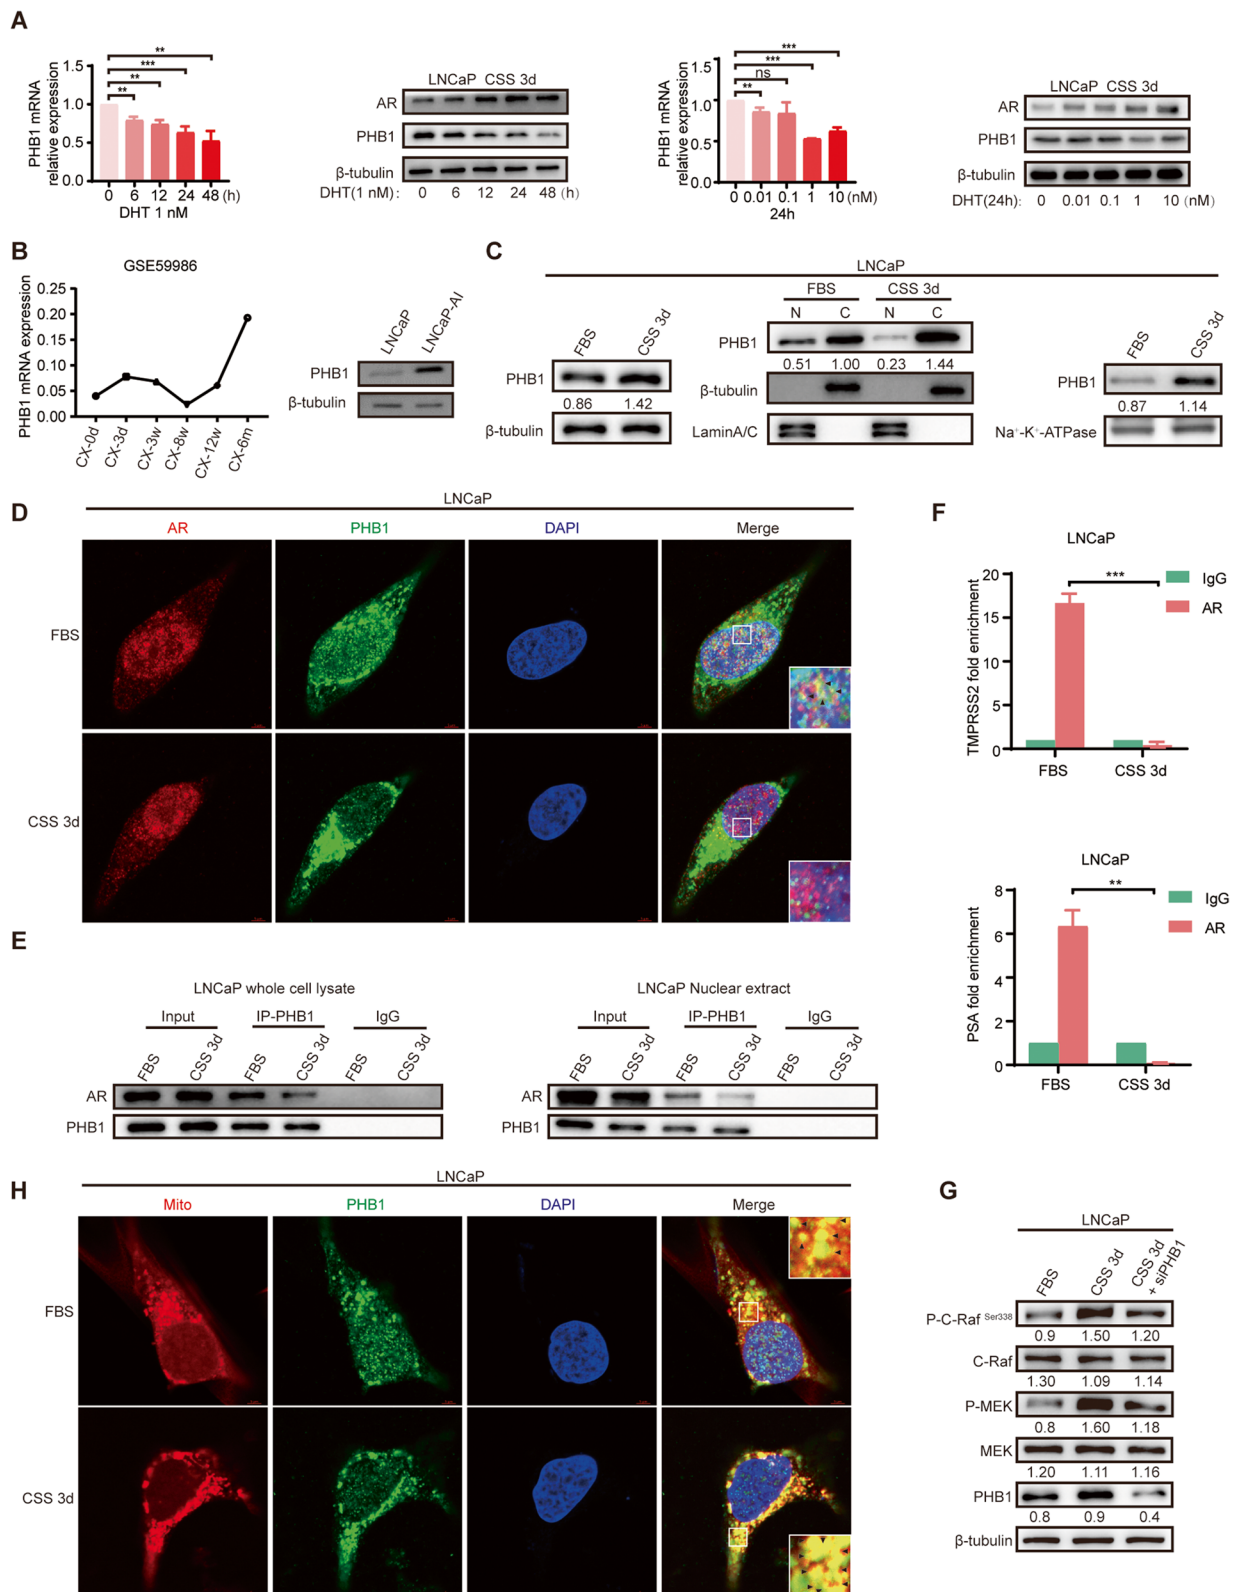 A
PHB1 mRNA
relative expression
1.5
1.0
0.5
0.0
**
***
**
**
0 6 12 24 48 (h)
DHT 1 nM
LNCaP CSS 3d
AR
PHB1
β-tubulin
DHT(1 nM): 0 6 12 24 48 (h)
PHB1 mRNA
relative expression
1.5
1.0
0.5
0.0
***
***
ns
**
0 0.01 0.1 1 10 (nM)
24h
LNCaP CSS 3d
AR
PHB1
β-tubulin
DHT(24h): 0 0.01 0.1 1 10 (nM)
B
GSE59986
PHB1 mRNA expression
0.25
0.20
0.15
0.10
0.05
0.00
CX-0d
CX-3d
CX-3w
CX-8w
CX-12w
CX-6m
LNCaP
LNCaP-AI
PHB1
β-tubulin
C
LNCaP
FBS
CSS 3d
PHB1
0.86 1.42
β-tubulin
FBS CSS 3d
N C N C
PHB1
0.51 1.00 0.23 1.44
β-tubulin
LaminA/C
FBS
CSS 3d
PHB1
0.87 1.14
Na⁺-K⁺-ATPase
D
LNCaP
AR PHB1 DAPI Merge
FBS
CSS 3d
E
LNCaP whole cell lysate
Input IP-PHB1 IgG
FBS CSS 3d FBS CSS 3d FBS CSS 3d
AR
PHB1
LNCaP Nuclear extract
Input IP-PHB1 IgG
FBS CSS 3d FBS CSS 3d FBS CSS 3d
AR
PHB1
F
LNCaP
TMPRSS2 fold enrichment
20
15
10
5
0
***
IgG
AR
FBS CSS 3d
LNCaP
PSA fold enrichment
8
6
4
2
0
**
IgG
AR
FBS CSS 3d
H
LNCaP
Mito PHB1 DAPI Merge
FBS
CSS 3d
G
LNCaP
FBS
CSS 3d
CSS 3d
+ siPHB1
P-C-Raf Ser338
0.9 1.50 1.20
C-Raf
1.30 1.09 1.14
P-MEK
0.8 1.60 1.18
MEK
1.20 1.11 1.16
PHB1
0.8 0.9 0.4
β-tubulin